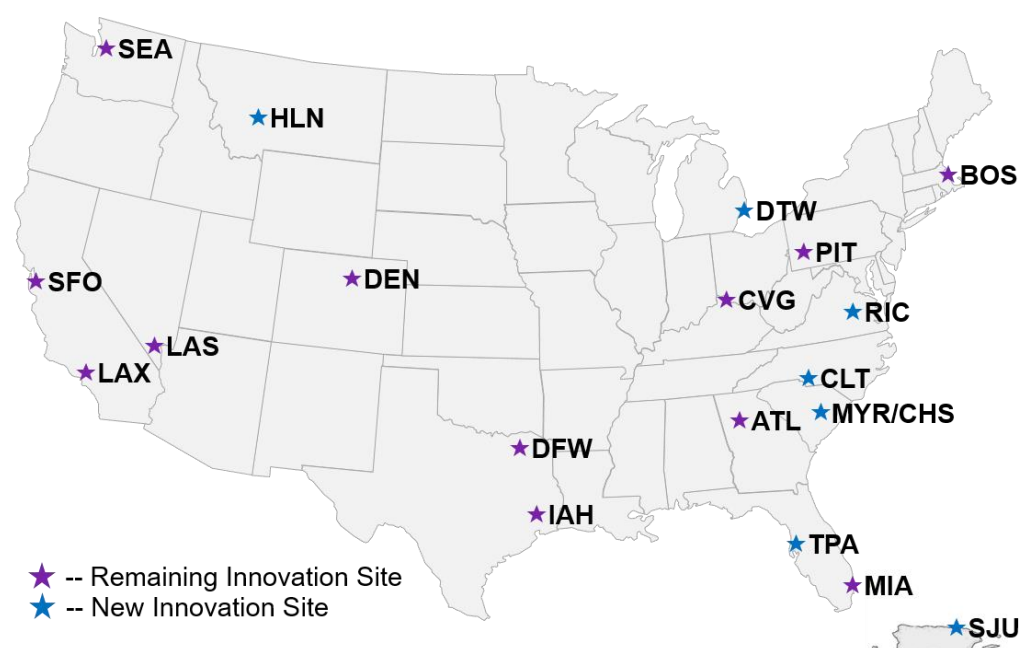 SEA
HLN
BOS
DTW
PIT
SFO
DEN
CVG
RIC
LAS
LAX
CLT
MYR/CHS
ATL
DFW
IAH
TPA
-- Remaining Innovation Site
MIA
-- New Innovation Site
SJU